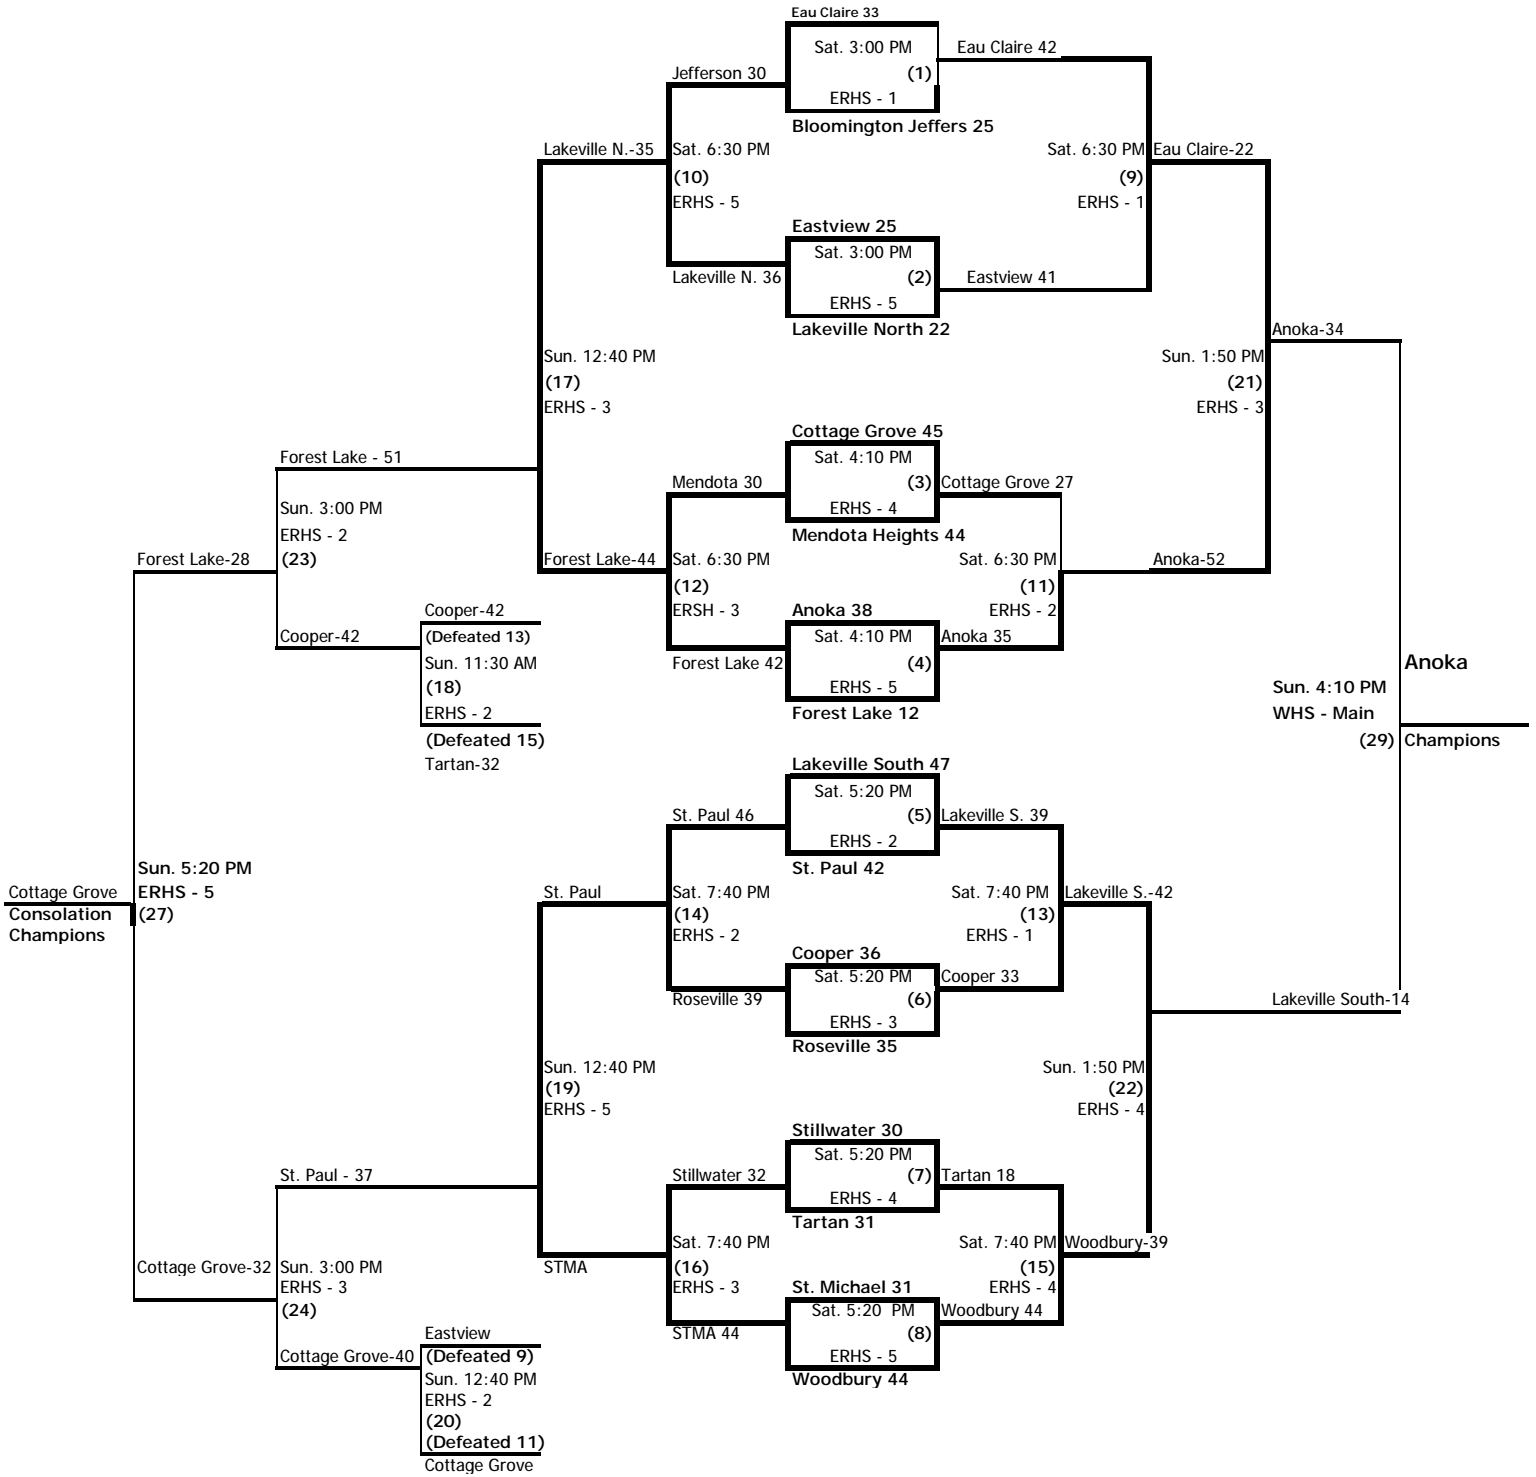 Eau Claire 33
Sat. 3:00 PM
Eau Claire 42
(1)
Jefferson 30
ERHS - 1
Bloomington Jeffers 25
Lakeville N.-35
Sat. 6:30 PM
Sat. 6:30 PM
Eau Claire-22
(10)
(9)
ERHS - 5
ERHS - 1
Eastview 25
Sat. 3:00 PM
Lakeville N. 36
(2)
Eastview 41
ERHS - 5
Lakeville North 22
Anoka-34
Sun. 12:40 PM
Sun. 1:50 PM
(17)
(21)
ERHS - 3
ERHS - 3
Cottage Grove 45
Forest Lake - 51
Sat. 4:10 PM
Mendota 30
(3)
Cottage Grove 27
Sun. 3:00 PM
ERHS - 4
ERHS - 2
Mendota Heights 44
Forest Lake-28
(23)
Forest Lake-44
Sat. 6:30 PM
Sat. 6:30 PM
Anoka-52
(12)
(11)
Cooper-42
ERSH - 3
Anoka 38
ERHS - 2
Cooper-42
(Defeated 13)
Sat. 4:10 PM
Anoka 35
Sun. 11:30 AM
Forest Lake 42
(4)
Anoka
(18)
ERHS - 5
Sun. 4:10 PM
ERHS - 2
Forest Lake 12
WHS - Main
(Defeated 15)
(29)
Champions
Tartan-32
Lakeville South 47
Sat. 5:20 PM
St. Paul 46
(5)
Lakeville S. 39
ERHS - 2
Sun. 5:20 PM
St. Paul 42
Cottage Grove
ERHS - 5
St. Paul
Sat. 7:40 PM
Sat. 7:40 PM
Lakeville S.-42
Consolation
(27)
(14)
(13)
Champions
ERHS - 2
ERHS - 1
Cooper 36
Sat. 5:20 PM
Cooper 33
Roseville 39
(6)
Lakeville South-14
ERHS - 3
Roseville 35
Sun. 12:40 PM
Sun. 1:50 PM
(19)
(22)
ERHS - 5
ERHS - 4
Stillwater 30
Sat. 5:20 PM
St. Paul - 37
Stillwater 32
(7)
Tartan 18
ERHS - 4
Tartan 31
Sat. 7:40 PM
Sat. 7:40 PM
Woodbury-39
Cottage Grove-32
Sun. 3:00 PM
STMA
(16)
(15)
ERHS - 3
ERHS - 3
St. Michael 31
ERHS - 4
(24)
Sat. 5:20 PM
Woodbury 44
STMA 44
(8)
Eastview
Cottage Grove-40
(Defeated 9)
ERHS - 5
Sun. 12:40 PM
Woodbury 44
ERHS - 2
(20)
(Defeated 11)
Cottage Grove